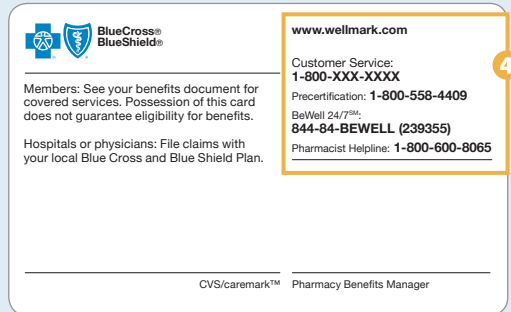 BlueCross®
BlueShield®
Members: See your benefits document for
covered services. Possession of this card
does not guarantee eligibility for benefits.
Hospitals or physicians: File claims with
your local Blue Cross and Blue Shield Plan.
www.wellmark.com
Customer Service:
1-800-XXX-XXXX
Precertification: 1-800-558-4409
BeWell 24/7℠:
844-84-BEWELL (239355)
Pharmacist Helpline: 1-800-600-8065
4
CVS/caremark™ Pharmacy Benefits Manager